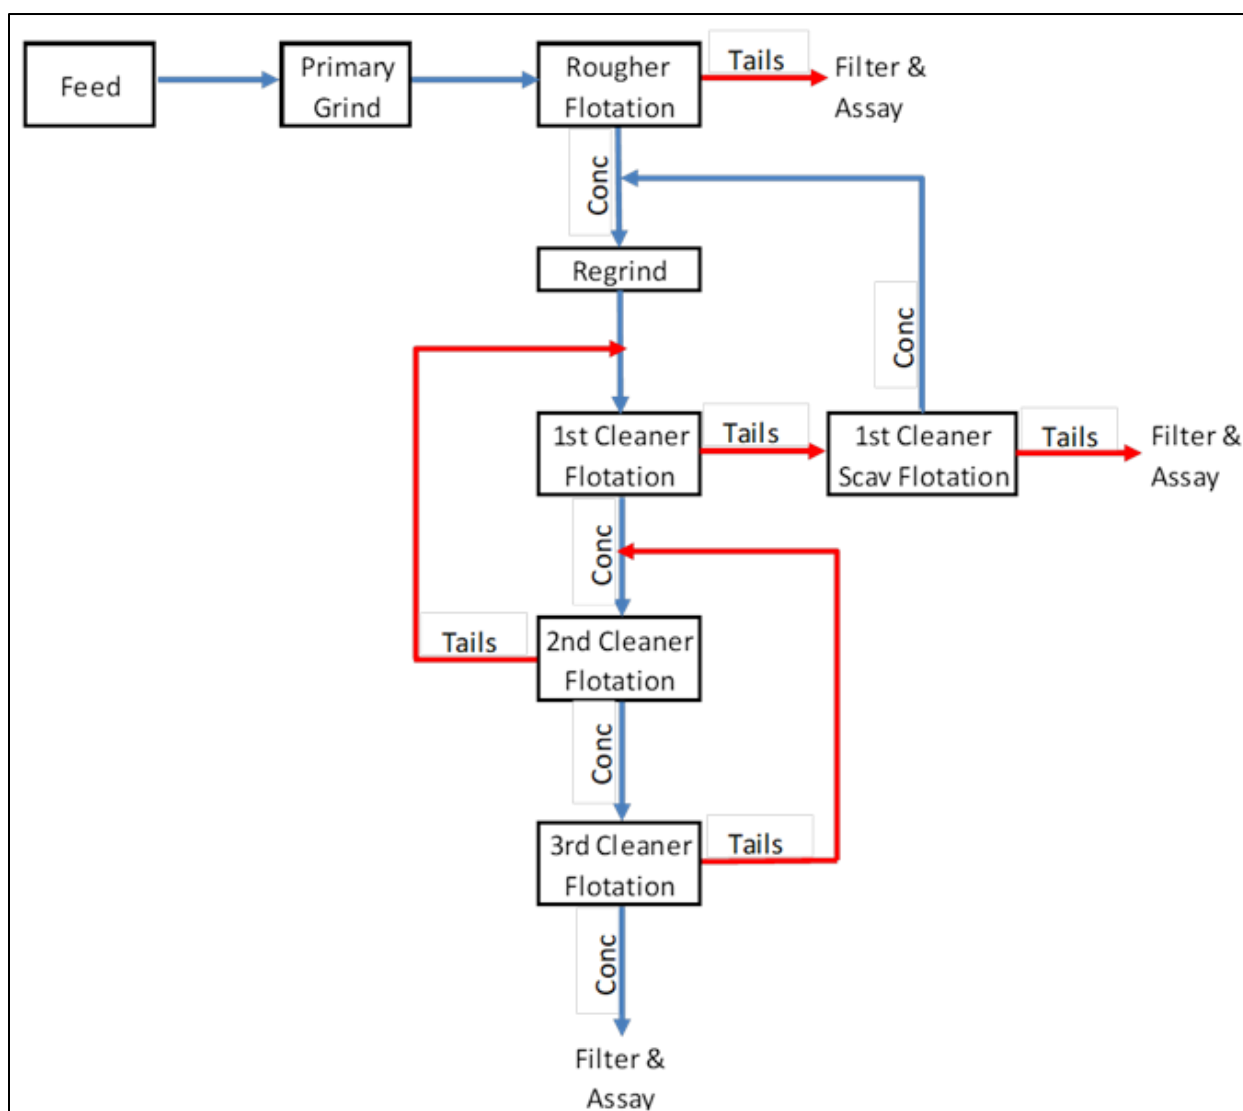 Feed
Primary
Grind
Rougher
Flotation
Tails
Filter &
Assay
Conc
Regrind
Conc
1st Cleaner
Flotation
Tails
1st Cleaner
Scav Flotation
Tails
Filter &
Assay
Conc
Tails
2nd Cleaner
Flotation
Conc
3rd Cleaner
Flotation
Tails
Conc
Filter &
Assay